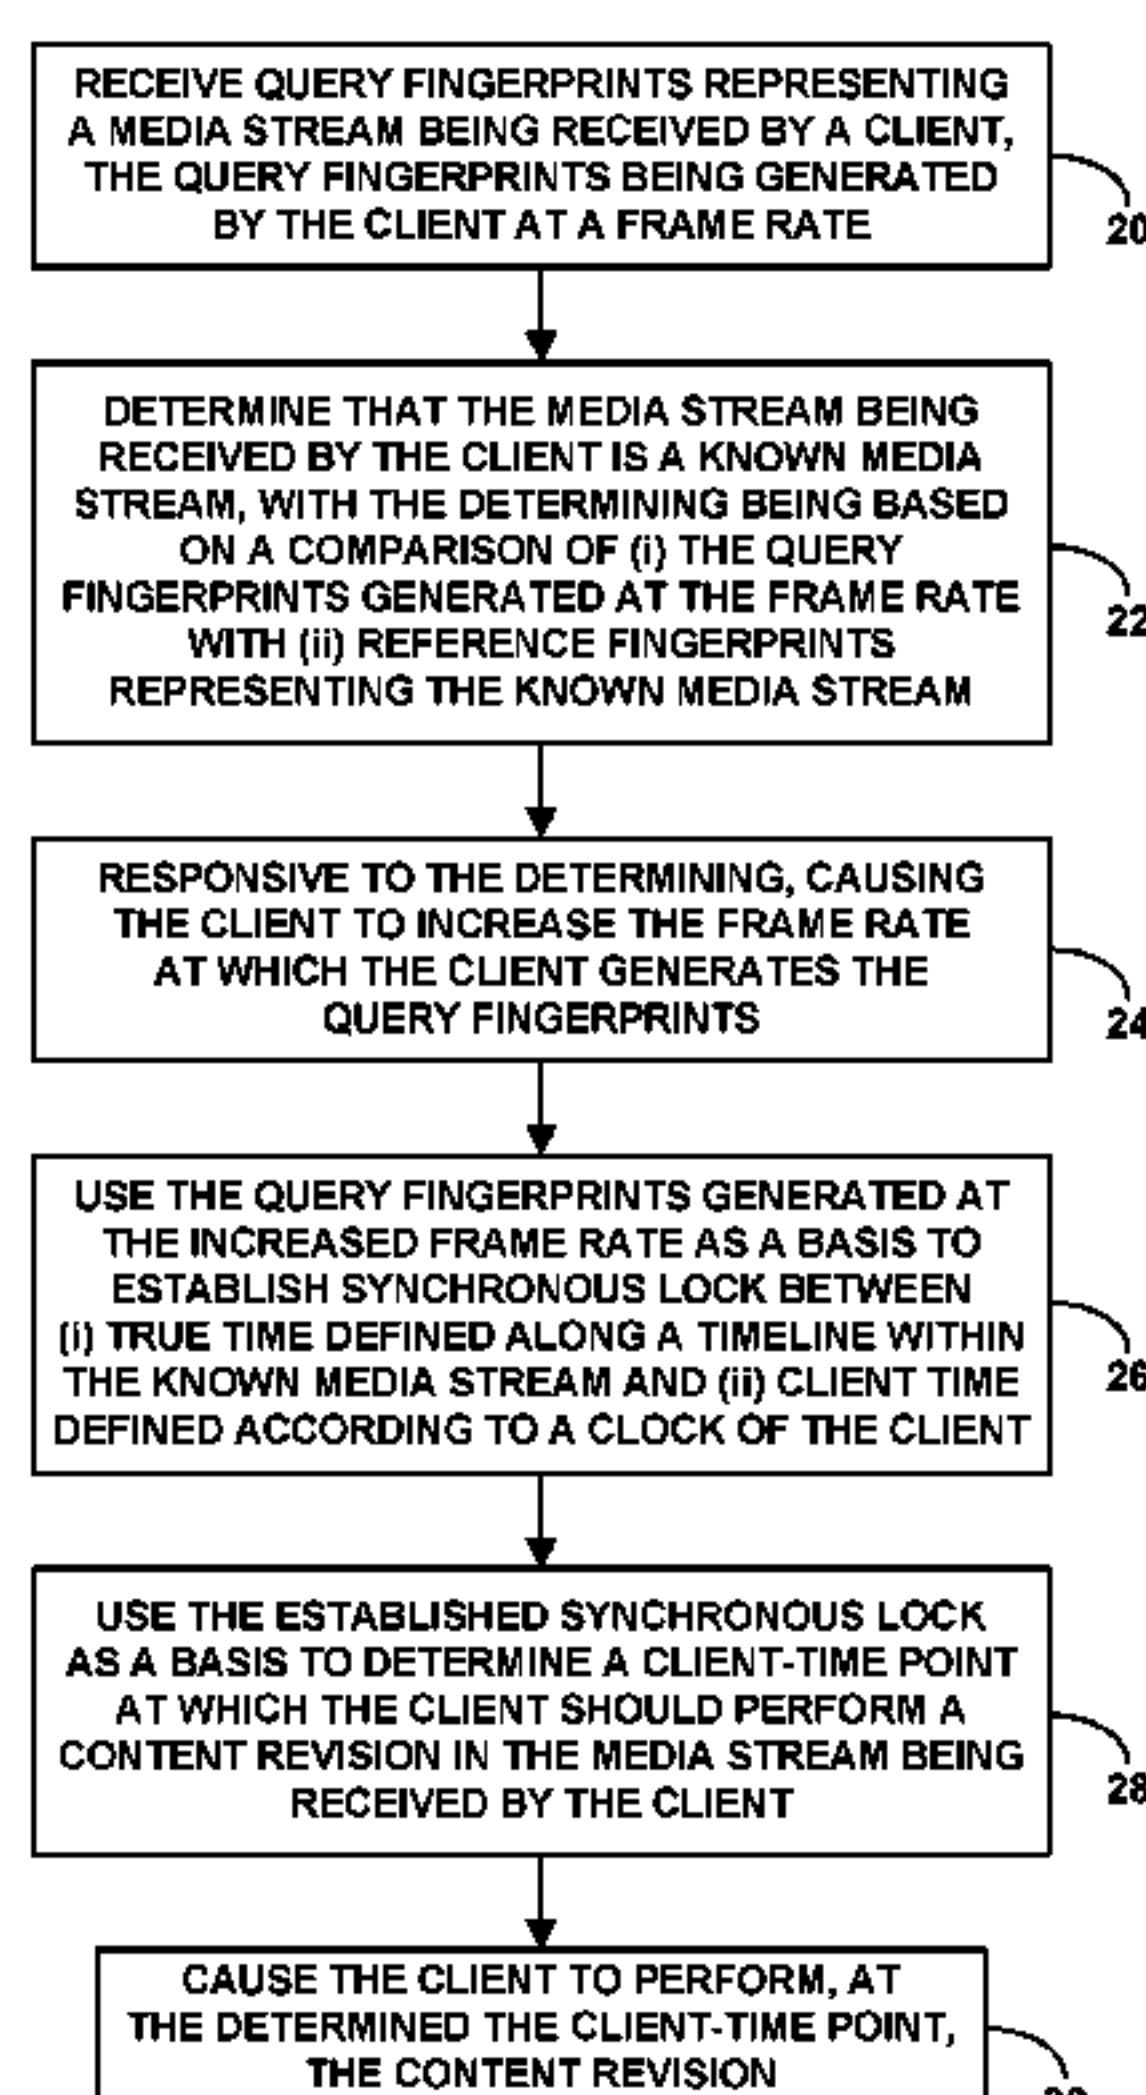 RECEIVE QUERY FINGERPRINTS REPRESENTING
A MEDIA STREAM BEING RECEIVED BY A CLIENT,
THE QUERY FINGERPRINTS BEING GENERATED
BY THE CLIENT AT A FRAME RATE
20
DETERMINE THAT THE MEDIA STREAM BEING
RECEIVED BY THE CLIENT IS A KNOWN MEDIA
STREAM, WITH THE DETERMINING BEING BASED
ON A COMPARISON OF (i) THE QUERY
FINGERPRINTS GENERATED AT THE FRAME RATE
WITH (ii) REFERENCE FINGERPRINTS
REPRESENTING THE KNOWN MEDIA STREAM
22
RESPONSIVE TO THE DETERMINING, CAUSING
THE CLIENT TO INCREASE THE FRAME RATE
AT WHICH THE CLIENT GENERATES THE
QUERY FINGERPRINTS
24
USE THE QUERY FINGERPRINTS GENERATED AT
THE INCREASED FRAME RATE AS A BASIS TO
ESTABLISH SYNCHRONOUS LOCK BETWEEN
(i) TRUE TIME DEFINED ALONG A TIMELINE WITHIN
THE KNOWN MEDIA STREAM AND (ii) CLIENT TIME
DEFINED ACCORDING TO A CLOCK OF THE CLIENT
26
USE THE ESTABLISHED SYNCHRONOUS LOCK
AS A BASIS TO DETERMINE A CLIENT-TIME POINT
AT WHICH THE CLIENT SHOULD PERFORM A
CONTENT REVISION IN THE MEDIA STREAM BEING
RECEIVED BY THE CLIENT
28
CAUSE THE CLIENT TO PERFORM, AT
THE DETERMINED THE CLIENT-TIME POINT,
THE CONTENT REVISION